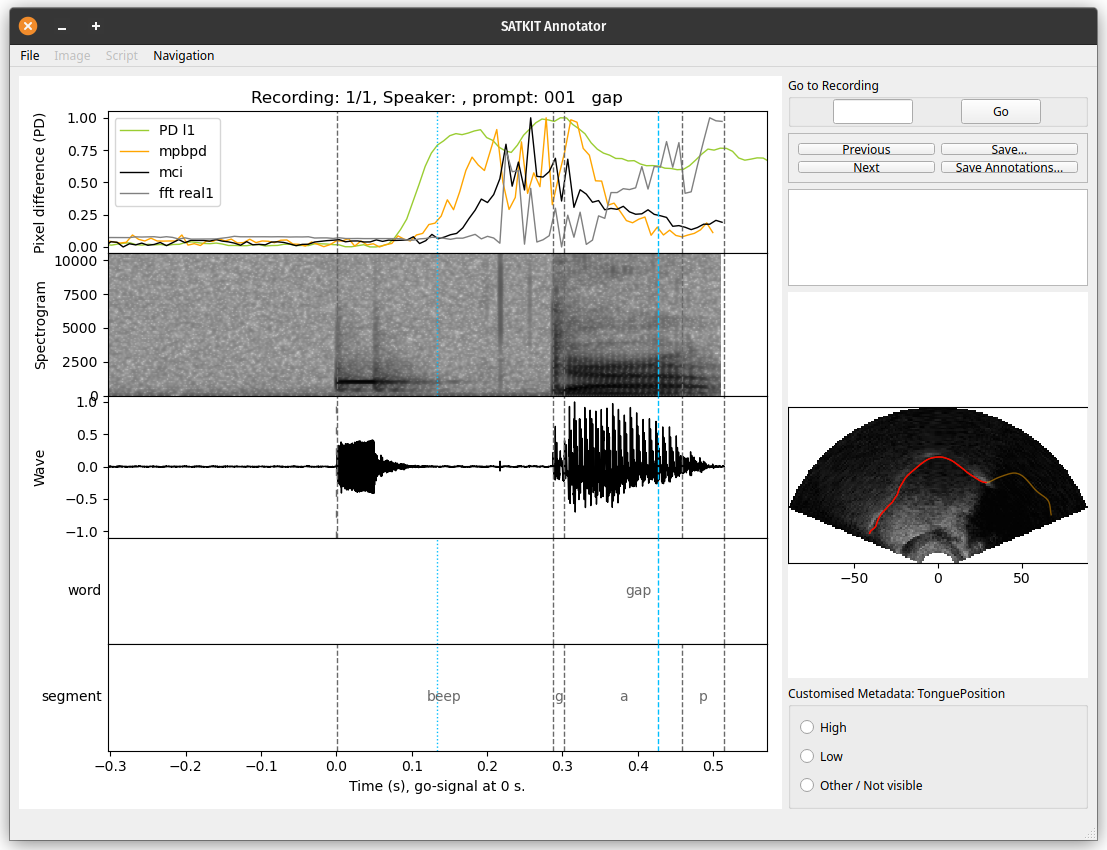 SATKIT Annotator
File Image Script Navigation
Recording: 1/1, Speaker: , prompt: 001 gap
Pixel difference (PD)
1.00
0.75
0.50
0.25
0.00
PD l1
mpbpd
mci
fft real1
Spectrogram
10000
7500
5000
2500
0
Wave
1.0
0.5
0.0
−0.5
−1.0
word
gap
segment
beep g a p
−0.3 −0.2 −0.1 0.0 0.1 0.2 0.3 0.4 0.5
Time (s), go-signal at 0 s.
Go to Recording
Go
Previous Save...
Next Save Annotations...
−50 0 50
Customised Metadata: TonguePosition
High
Low
Other / Not visible